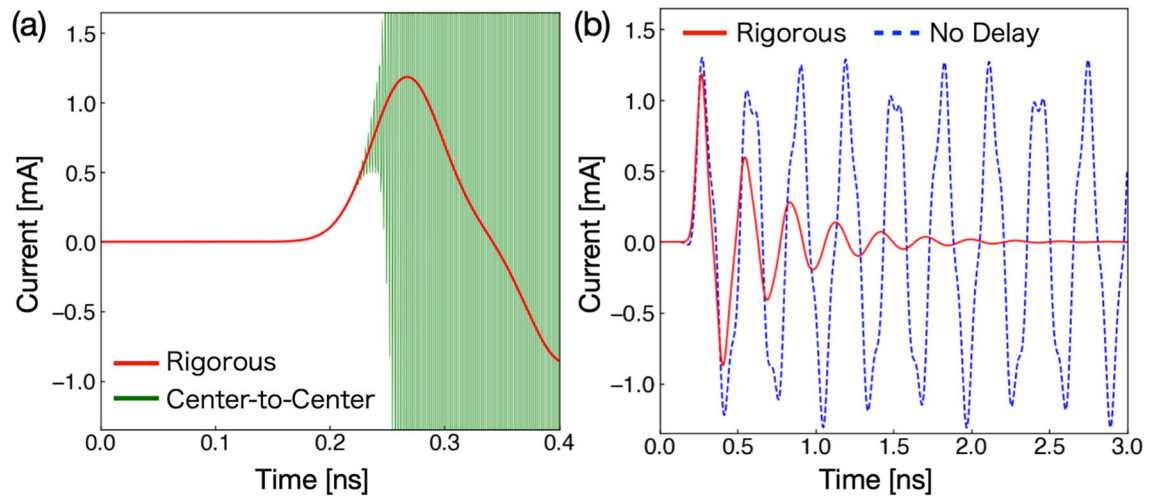 (a)
1.5
1.0
0.5
0.0
−0.5
−1.0
Current [mA]
Rigorous
Center-to-Center
0.0 0.1 0.2 0.3 0.4
Time [ns]
(b)
Rigorous No Delay
1.5
1.0
0.5
0.0
−0.5
−1.0
Current [mA]
0.0 0.5 1.0 1.5 2.0 2.5 3.0
Time [ns]